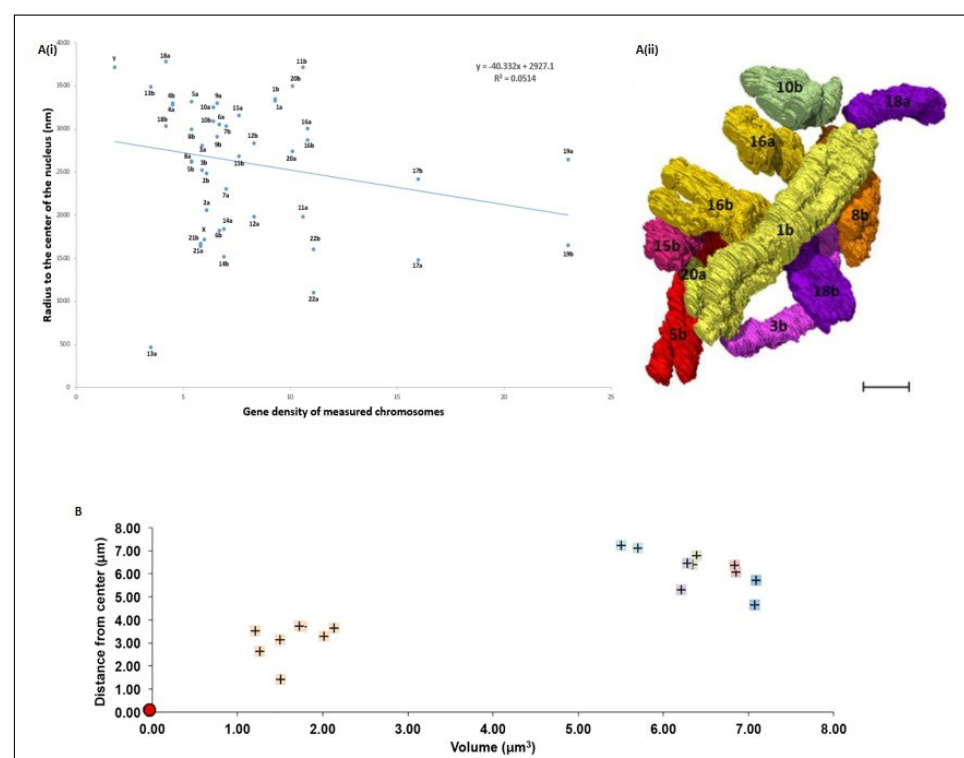 A(i)
Radius to the center of the nucleus (nm)
4000
3500
3000
2500
2000
1500
1000
500
0
0
5
10
15
20
25
Gene density of measured chromosomes
y = -40.332x + 2927.1
R² = 0.0514
Y
18a
13b
4b
4a
18b
5a
9a
10a
10b
6a
7b
15a
8b
9b
3a
8a
5b
3b
2b
15b
12b
1b
1a
11b
20b
16a
16b
20a
7a
2a
X
14a
6b
21b
21a
14b
12a
11a
22b
22a
17b
17a
19a
19b
13a
A(ii)
10b
18a
16a
16b
1b
8b
15b
20a
18b
5b
3b
B
Distance from center (µm)
8.00
7.00
6.00
5.00
4.00
3.00
2.00
1.00
0.00
0.00
1.00
2.00
3.00
4.00
5.00
6.00
7.00
8.00
Volume (µm³)